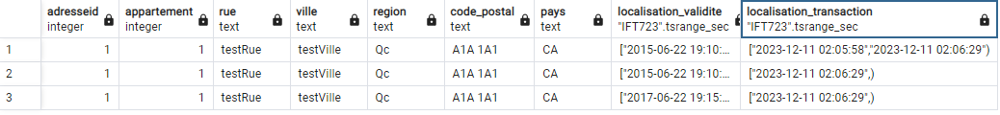 adresseid integer appartement integer rue text ville text region text code_postal text pays text localisation_validite "IFT723".tsrange_sec localisation_transaction "IFT723".tsrange_sec
1 1 1 testRue testVille Qc A1A 1A1 CA ["2015-06-22 19:10:... ["2023-12-11 02:05:58","2023-12-11 02:06:29")
2 1 1 testRue testVille Qc A1A 1A1 CA ["2015-06-22 19:10:... ["2023-12-11 02:06:29",)
3 1 1 testRue testVille Qc A1A 1A1 CA ["2017-06-22 19:15:... ["2023-12-11 02:06:29",)